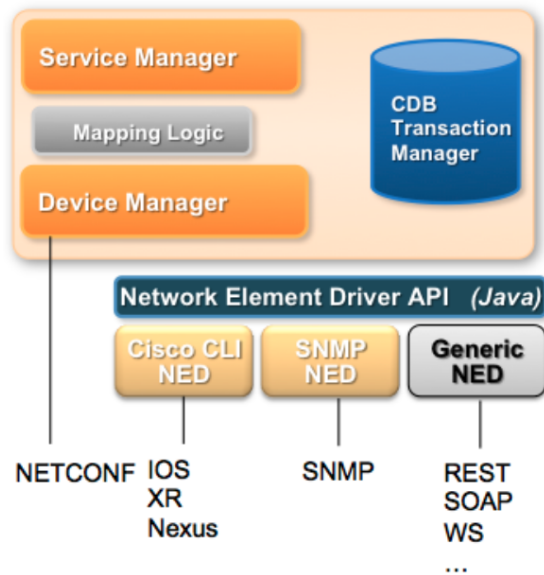 Service Manager
Mapping Logic
Device Manager
CDB
Transaction
Manager
Network Element Driver API (Java)
Cisco CLI
NED
SNMP
NED
Generic
NED
NETCONF
IOS
XR
Nexus
SNMP
REST
SOAP
WS
...